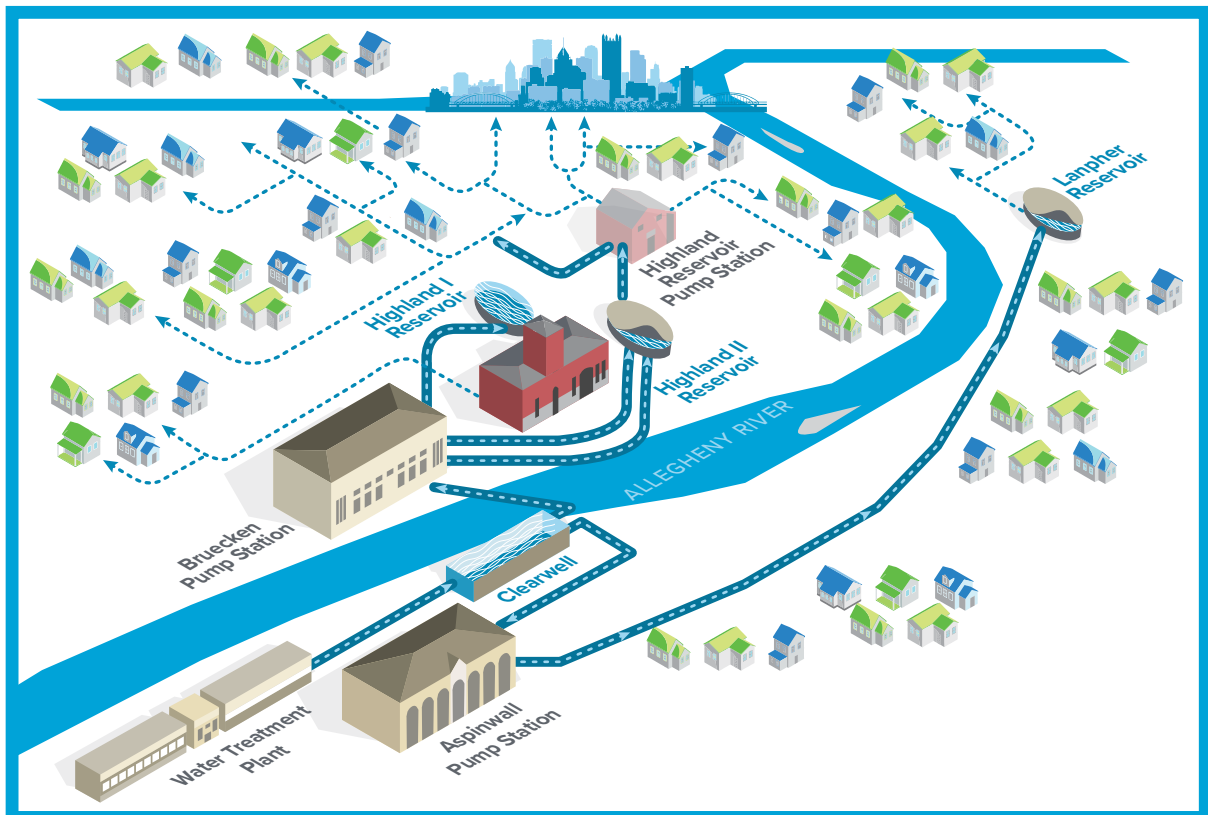 Lanpher
Reservoir
Highland
Reservoir
Pump Station
Highland I
Reservoir
Highland II
Reservoir
ALLEGHENY RIVER
Bruecken
Pump Station
Clearwell
Water Treatment
Plant
Aspinwall
Pump Station